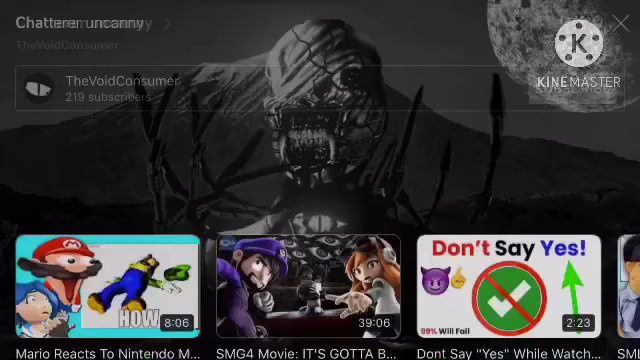 Chatterer uncanny
TheVoidConsumer
TheVoidConsumer
219 subscribers
KINEMASTER
HOW
8:06
39:06
Don't Say Yes!
99% Will Fail
2:23
Mario Reacts To Nintendo M...
SMG4 Movie: IT'S GOTTA B...
Dont Say "Yes" While Watch...
SM